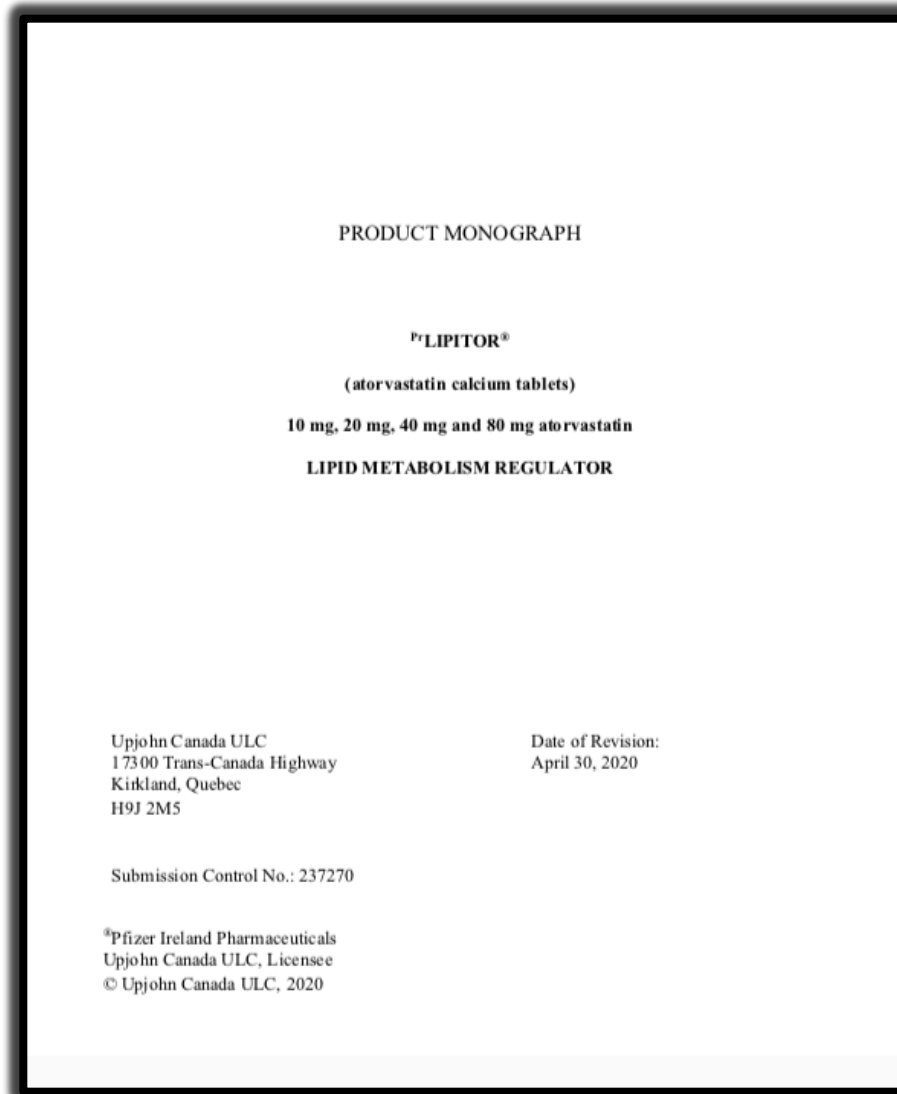 PRODUCT MONOGRAPH
PrLIPITOR®
(atorvastatin calcium tablets)
10 mg, 20 mg, 40 mg and 80 mg atorvastatin
LIPID METABOLISM REGULATOR
Upjohn Canada ULC
17300 Trans-Canada Highway
Kirkland, Quebec
H9J 2M5
Date of Revision:
April 30, 2020
Submission Control No.: 237270
®Pfizer Ireland Pharmaceuticals
Upjohn Canada ULC, Licensee
© Upjohn Canada ULC, 2020